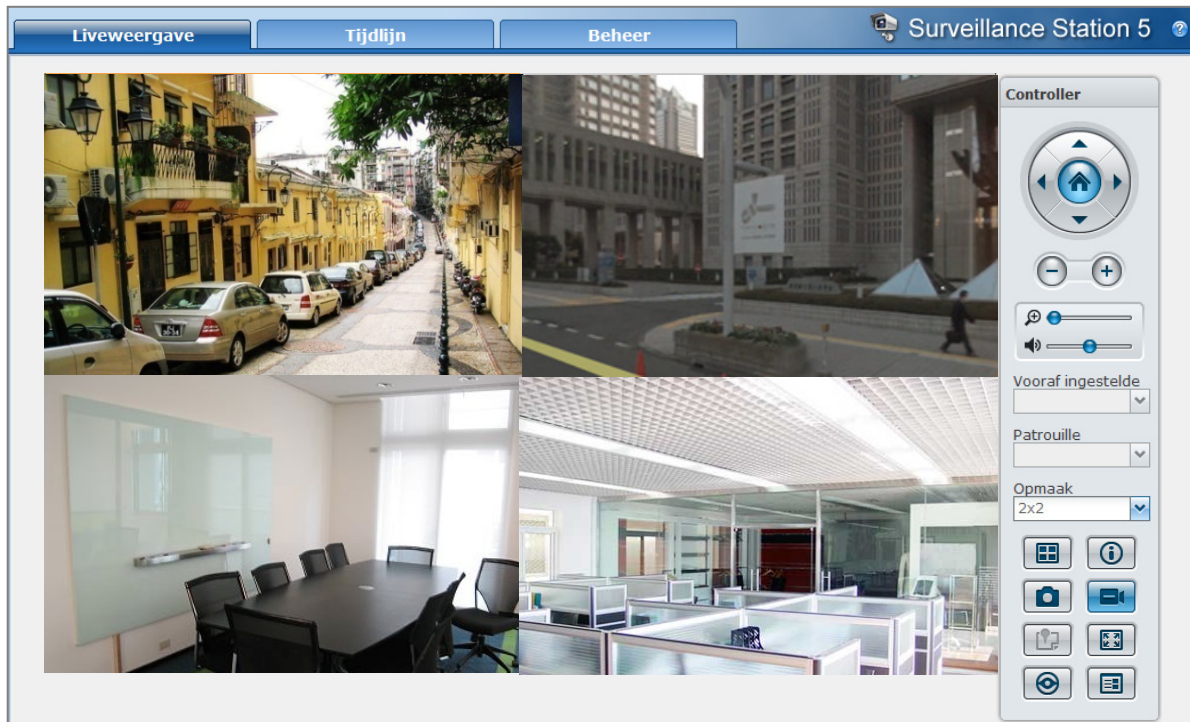 Liveweergave
Tijdlijn
Beheer
Surveillance Station 5
?
Controller
Vooraf ingestelde
Patrouille
Opmaak
2x2